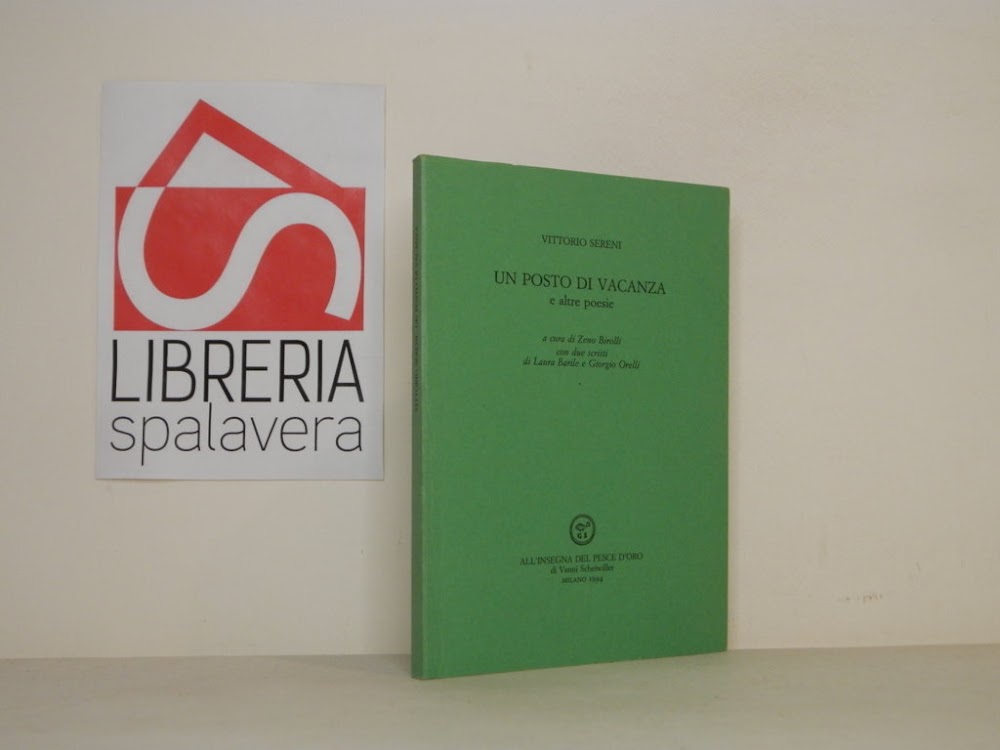 LIBRERIA
spalavera
VITTORIO SERENI
UN POSTO DI VACANZA
e altre poesie
a cura di Zeno Birolli
con due scritti
di Laura Barile e Giorgio Orelli
ALL'INSEGNA DEL PESCE D'ORO
di Vanni Scheiwiller
MILANO 1994